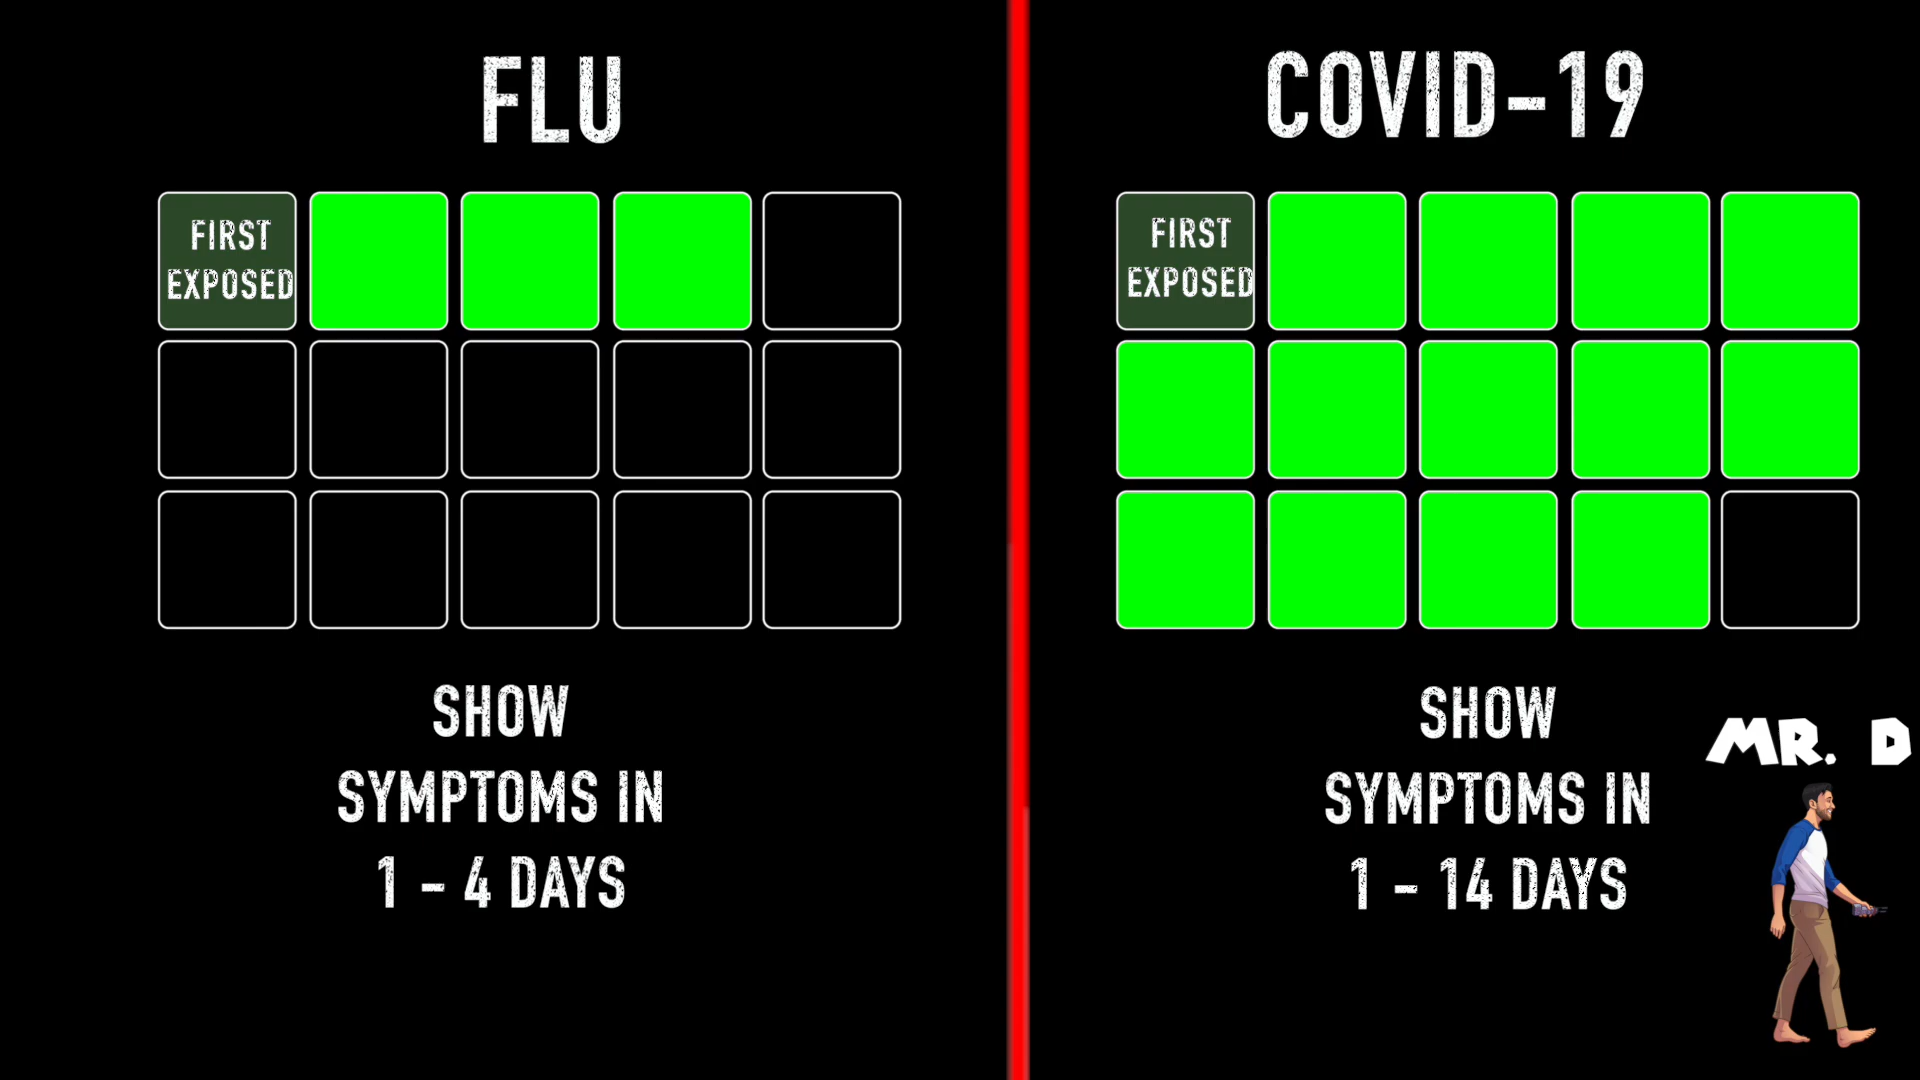 FLU
FIRST
EXPOSED
SHOW
SYMPTOMS IN
1 - 4 DAYS
COVID-19
FIRST
EXPOSED
SHOW
SYMPTOMS IN
1 - 14 DAYS
MR. D